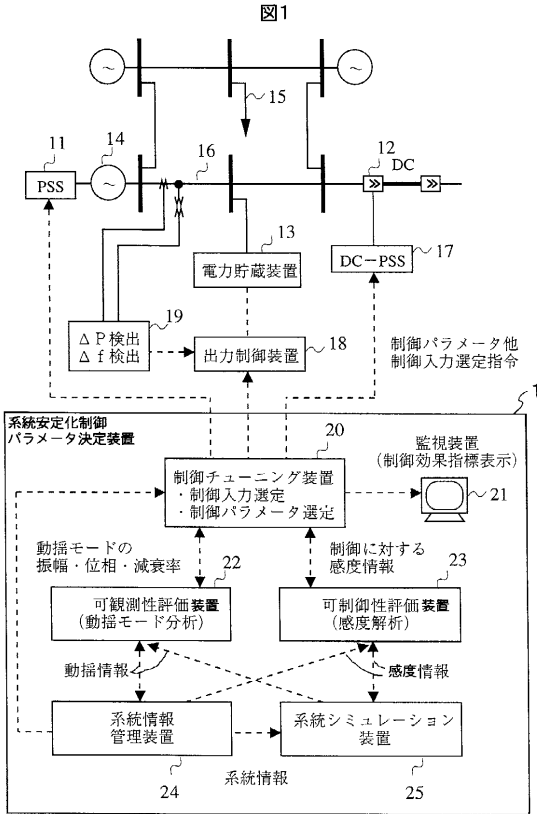 図1
15
11
14
PSS
16
12
DC
13
17
電力貯蔵装置
DC-PSS
19
ΔP検出
Δf検出
出力制御装置
18
制御パラメータ他
制御入力選定指令
1
系統安定化制御
パラメータ決定装置
20
制御チューニング装置
・制御入力選定
・制御パラメータ選定
監視装置
(制御効果指標表示)
21
動揺モードの
振幅・位相・減衰率
22
制御に対する
感度情報
23
可観測性評価装置
(動揺モード分析)
可制御性評価装置
(感度解析)
動揺情報
感度情報
系統情報
管理装置
系統シミュレーション
装置
24
系統情報
25